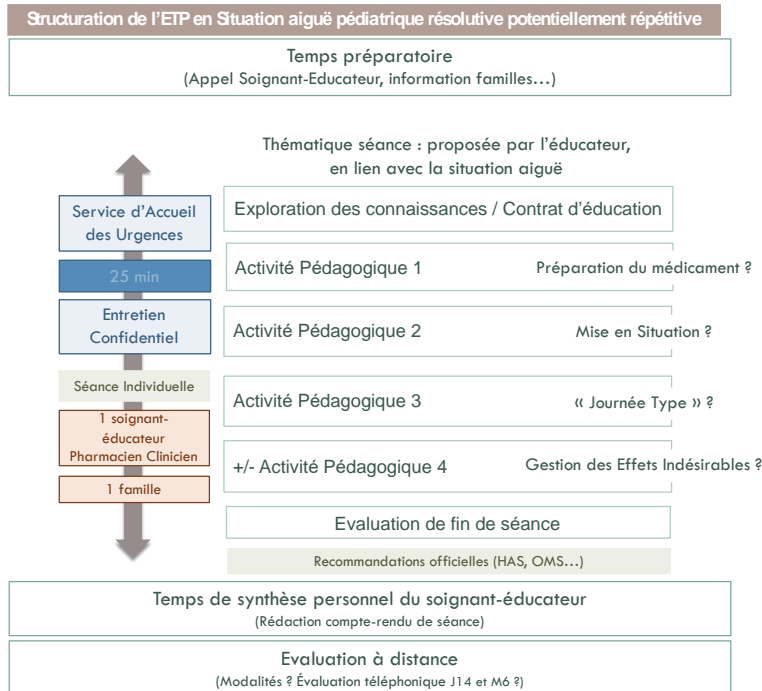 Structuration de l'ETP en Situation aiguë pédiatrique résolutive potentiellement répétitive
Temps préparatoire
(Appel Soignant-Educateur, information familles…)
Thématique séance : proposée par l'éducateur,
en lien avec la situation aiguë
Service d'Accueil
des Urgences
25 min
Entretien
Confidentiel
Séance Individuelle
1 soignant-
éducateur
Pharmacien Clinicien
1 famille
Exploration des connaissances / Contrat d'éducation
Activité Pédagogique 1 Préparation du médicament ?
Activité Pédagogique 2 Mise en Situation ?
Activité Pédagogique 3 « Journée Type » ?
+/- Activité Pédagogique 4 Gestion des Effets Indésirables ?
Evaluation de fin de séance
Recommandations officielles (HAS, OMS…)
Temps de synthèse personnel du soignant-éducateur
(Rédaction compte-rendu de séance)
Evaluation à distance
(Modalités ? Évaluation téléphonique J14 et M6 ?)